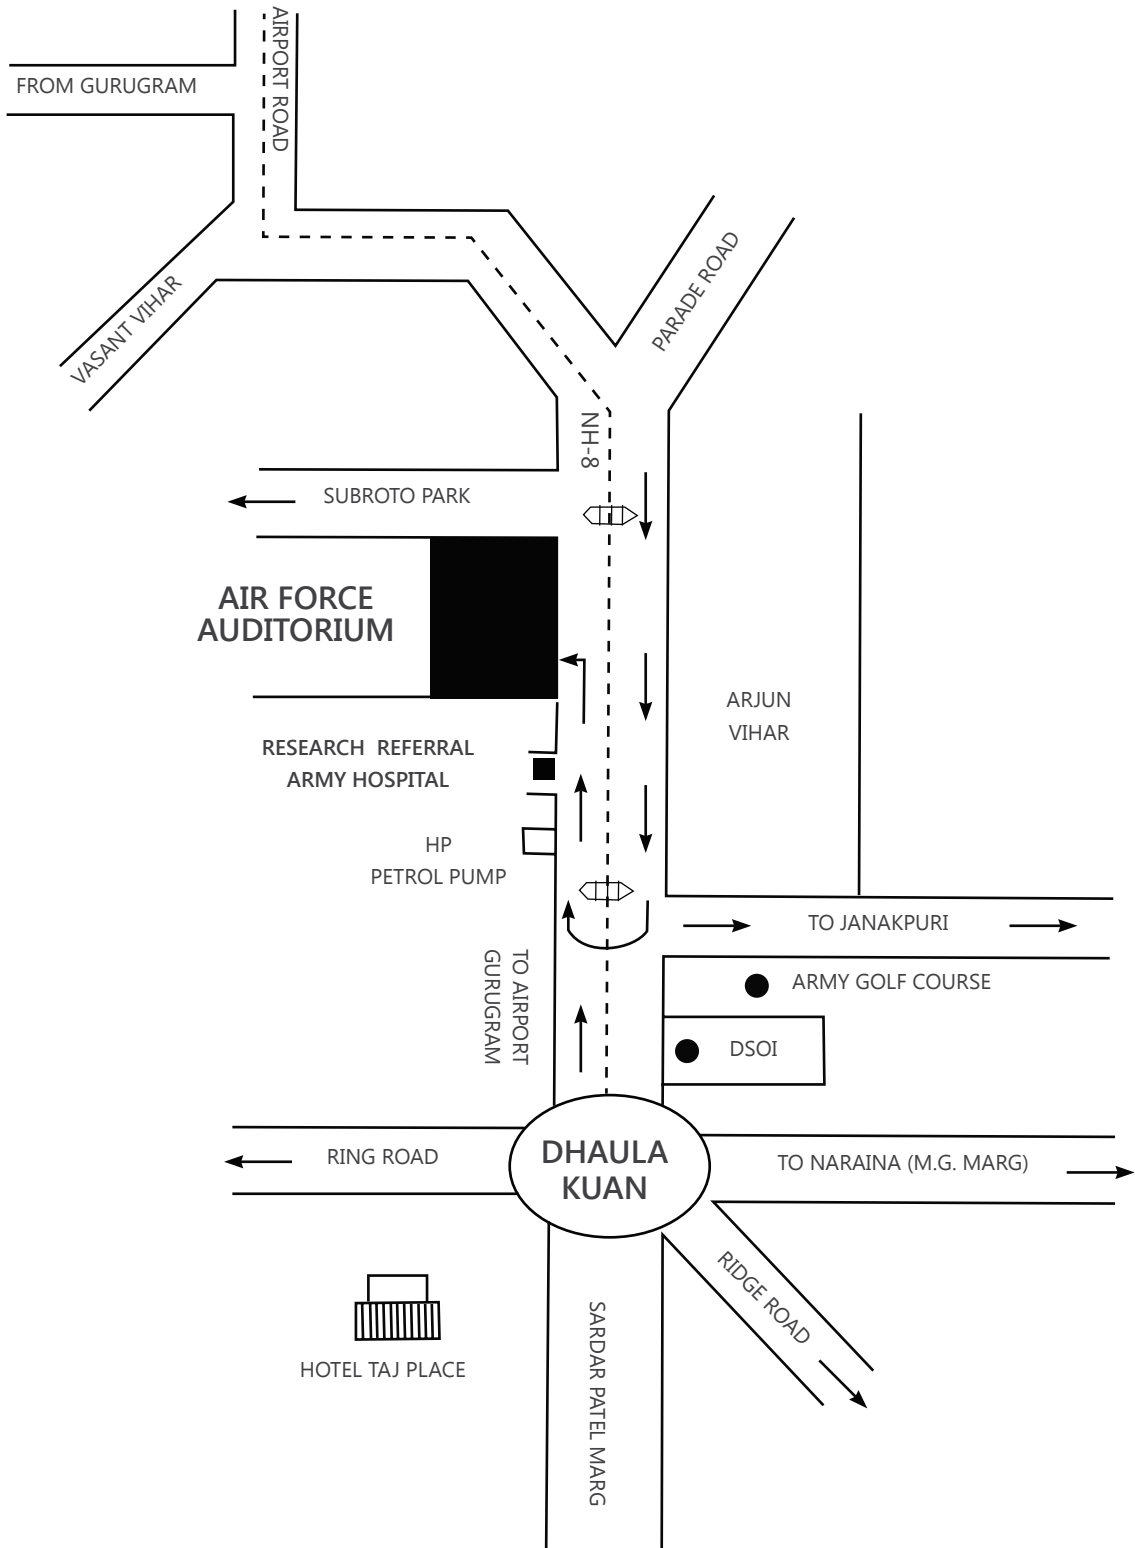 AIRPORT ROAD
FROM GURUGRAM
PARADE ROAD
VASANT VIHAR
NH-8
SUBROTO PARK
AIR FORCE
AUDITORIUM
ARJUN
VIHAR
RESEARCH REFERRAL
ARMY HOSPITAL
HP
PETROL PUMP
TO JANAKPURI
TO AIRPORT
GURUGRAM
ARMY GOLF COURSE
DSOI
DHAULA
KUAN
RING ROAD
TO NARAINA (M.G. MARG)
RIDGE ROAD
SARDAR PATEL MARG
HOTEL TAJ PLACE